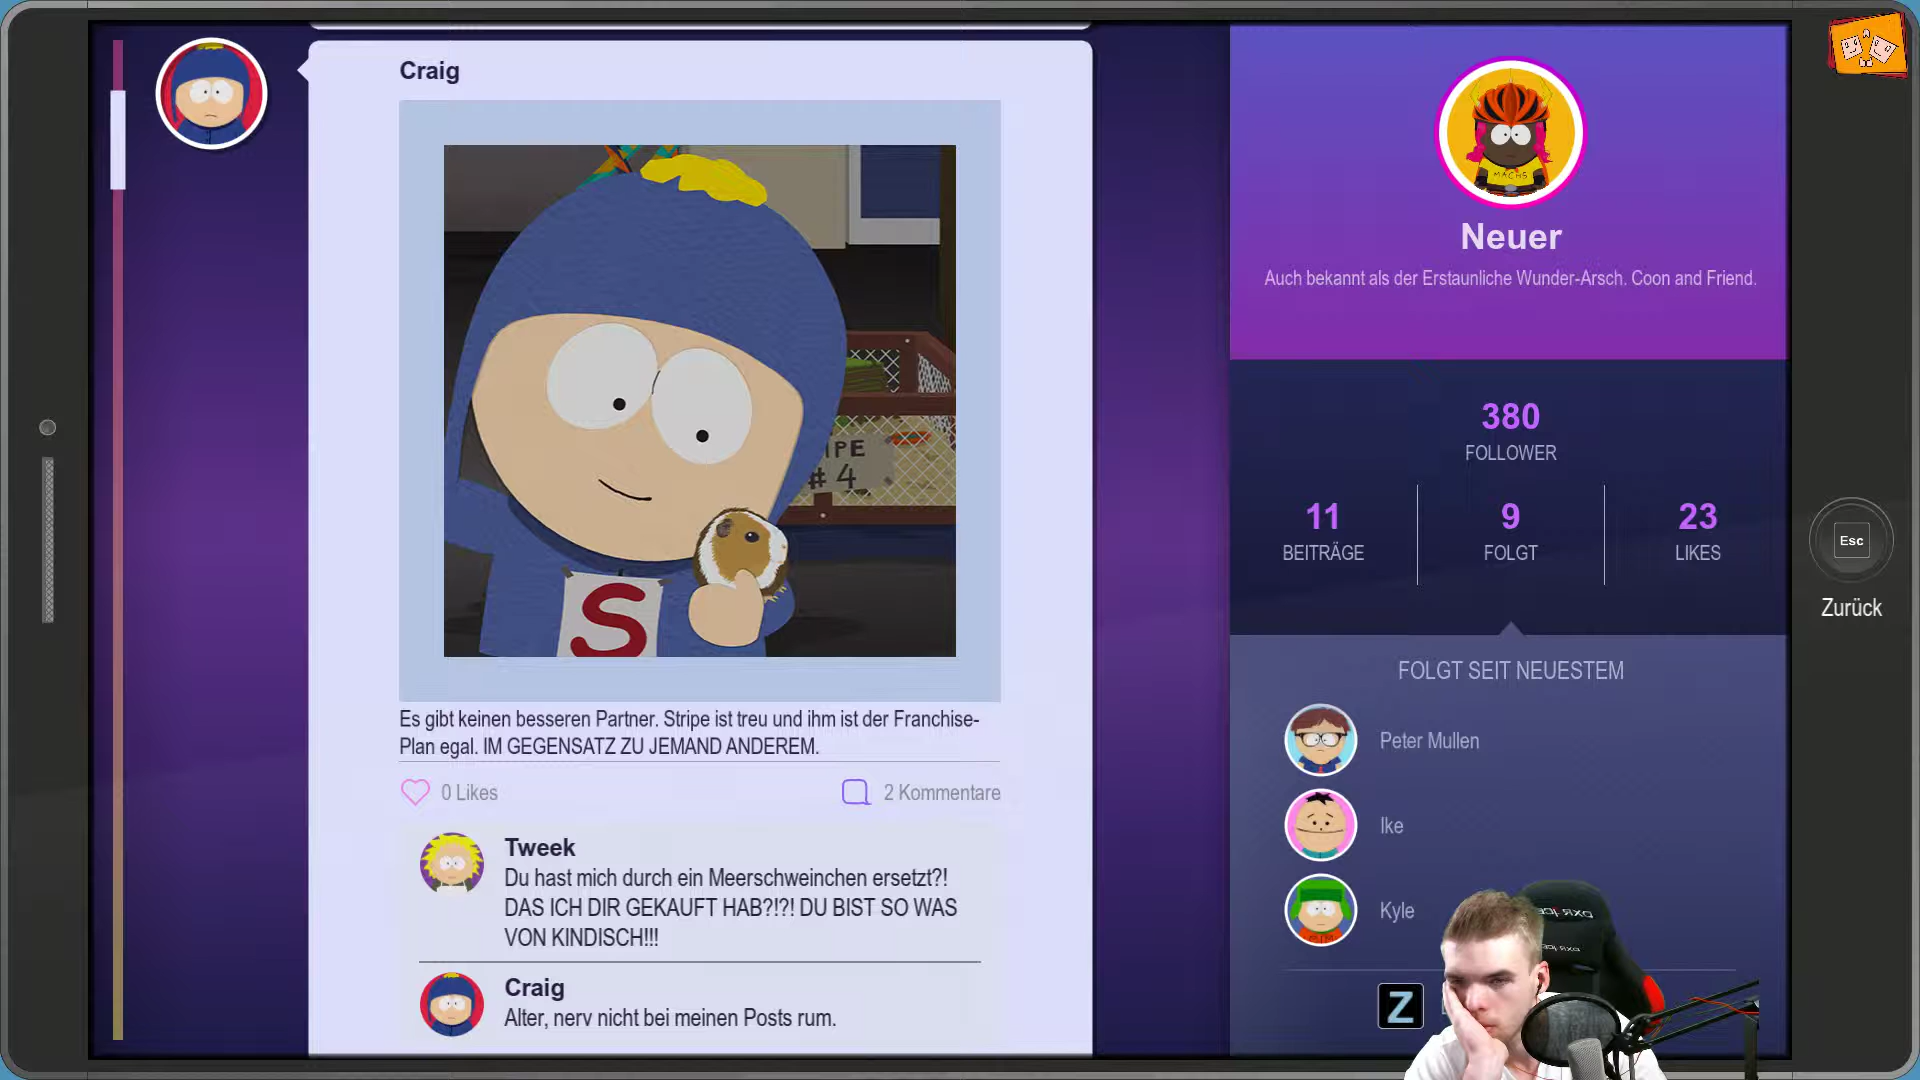 Craig
IPE
# 4
S
Es gibt keinen besseren Partner. Stripe ist treu und ihm ist der Franchise-
Plan egal. IM GEGENSATZ ZU JEMAND ANDEREM.
0 Likes
2 Kommentare
Tweek
Du hast mich durch ein Meerschweinchen ersetzt?!
DAS ICH DIR GEKAUFT HAB?!?! DU BIST SO WAS
VON KINDISCH!!!
Craig
Alter, nerv nicht bei meinen Posts rum.
MACHS
Neuer
Auch bekannt als der Erstaunliche Wunder-Arsch. Coon and Friend.
380
FOLLOWER
11
BEITRÄGE
9
FOLGT
23
LIKES
FOLGT SEIT NEUESTEM
Peter Mullen
Ike
Kyle
Z
Esc
Zurück